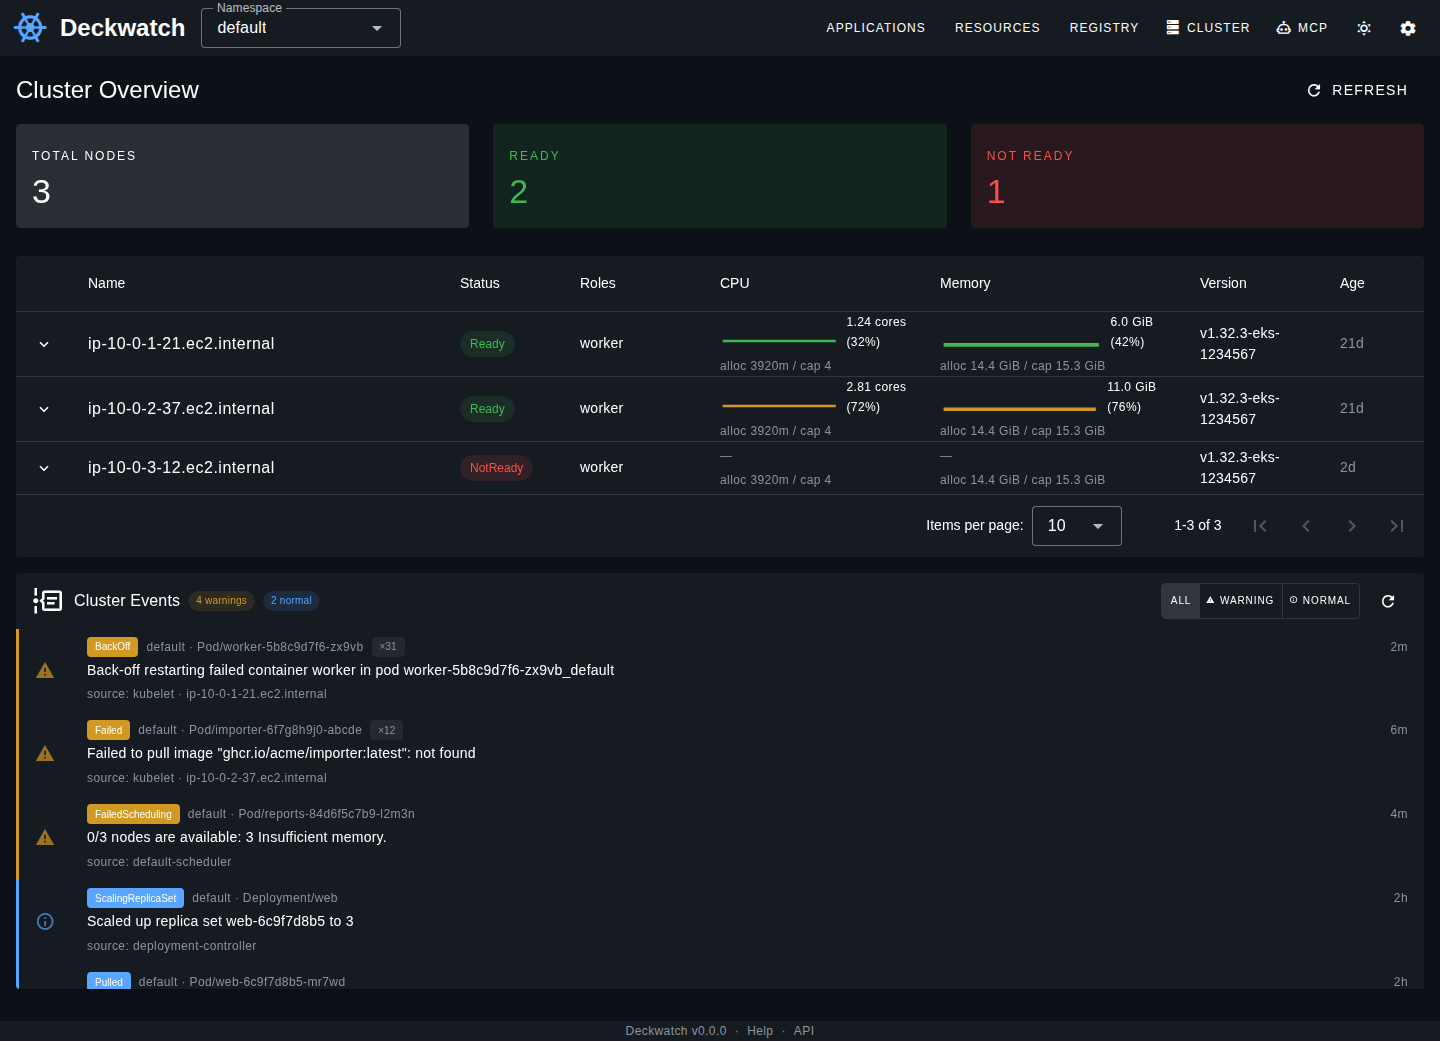 Deckwatch
Namespace
default
APPLICATIONS
RESOURCES
REGISTRY
CLUSTER
MCP
Cluster Overview
REFRESH
TOTAL NODES
3
READY
2
NOT READY
1
Name Status Roles CPU Memory Version Age
ip-10-0-1-21.ec2.internal
Ready
worker
1.24 cores
(32%)
alloc 3920m / cap 4
6.0 GiB
(42%)
alloc 14.4 GiB / cap 15.3 GiB
v1.32.3-eks-
1234567
21d
ip-10-0-2-37.ec2.internal
Ready
worker
2.81 cores
(72%)
alloc 3920m / cap 4
11.0 GiB
(76%)
alloc 14.4 GiB / cap 15.3 GiB
v1.32.3-eks-
1234567
21d
ip-10-0-3-12.ec2.internal
NotReady
worker
—
alloc 3920m / cap 4
—
alloc 14.4 GiB / cap 15.3 GiB
v1.32.3-eks-
1234567
2d
Items per page: 10
1-3 of 3
Cluster Events 4 warnings 2 normal
ALL WARNING NORMAL
BackOff default · Pod/worker-5b8c9d7f6-zx9vb ×31 2m
Back-off restarting failed container worker in pod worker-5b8c9d7f6-zx9vb_default
source: kubelet · ip-10-0-1-21.ec2.internal
Failed default · Pod/importer-6f7g8h9j0-abcde ×12 6m
Failed to pull image "ghcr.io/acme/importer:latest": not found
source: kubelet · ip-10-0-2-37.ec2.internal
FailedScheduling default · Pod/reports-84d6f5c7b9-l2m3n 4m
0/3 nodes are available: 3 Insufficient memory.
source: default-scheduler
ScalingReplicaSet default · Deployment/web 2h
Scaled up replica set web-6c9f7d8b5 to 3
source: deployment-controller
Pulled default · Pod/web-6c9f7d8b5-mr7wd 2h
Deckwatch v0.0.0 · Help · API